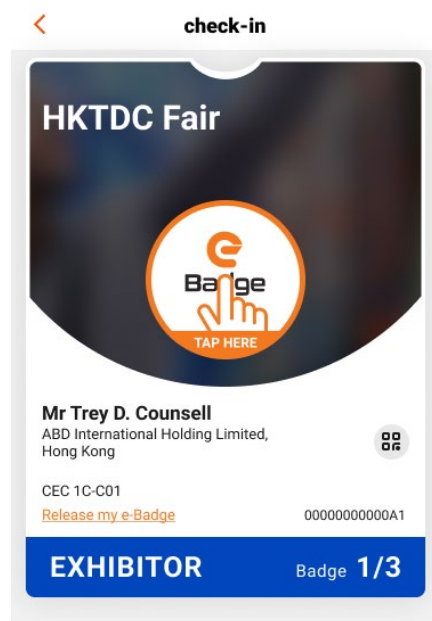 check-in
HKTDC Fair
e
Badge
TAP HERE
Mr Trey D. Counsell
ABD International Holding Limited,
Hong Kong
CEC 1C-C01
Release my e-Badge 00000000000A1
EXHIBITOR Badge 1/3